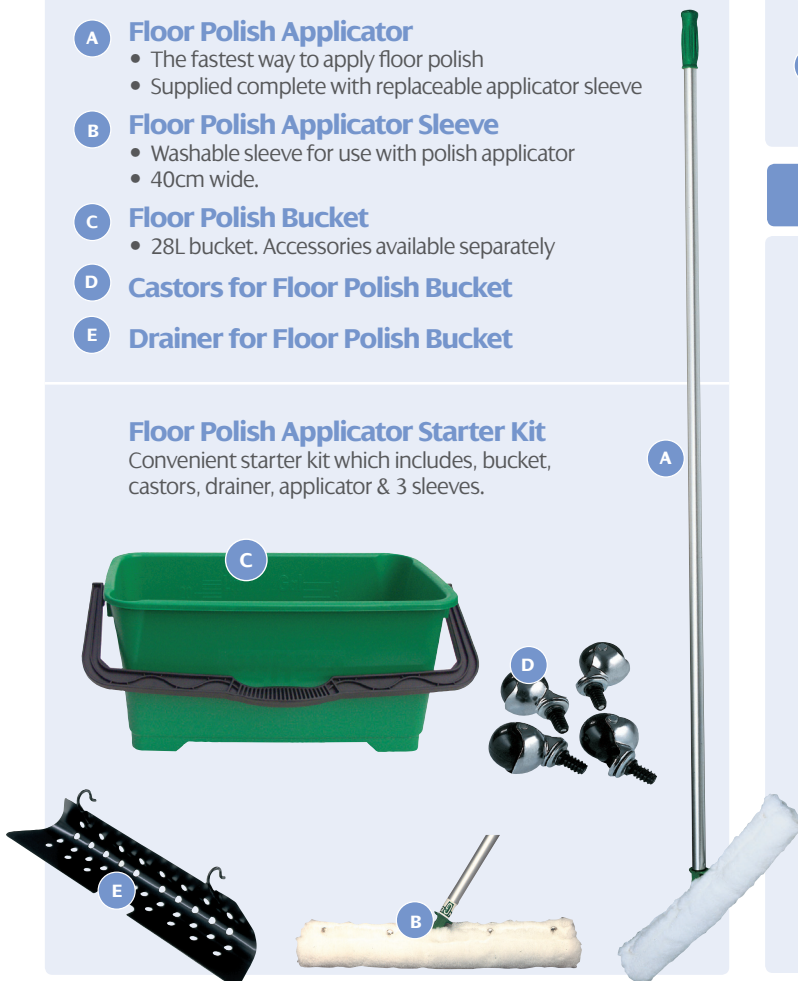 A Floor Polish Applicator
• The fastest way to apply floor polish
• Supplied complete with replaceable applicator sleeve
B Floor Polish Applicator Sleeve
• Washable sleeve for use with polish applicator
• 40cm wide.
C Floor Polish Bucket
• 28L bucket. Accessories available separately
D Castors for Floor Polish Bucket
E Drainer for Floor Polish Bucket
Floor Polish Applicator Starter Kit
Convenient starter kit which includes, bucket,
castors, drainer, applicator & 3 sleeves.
A
C
D
E
B